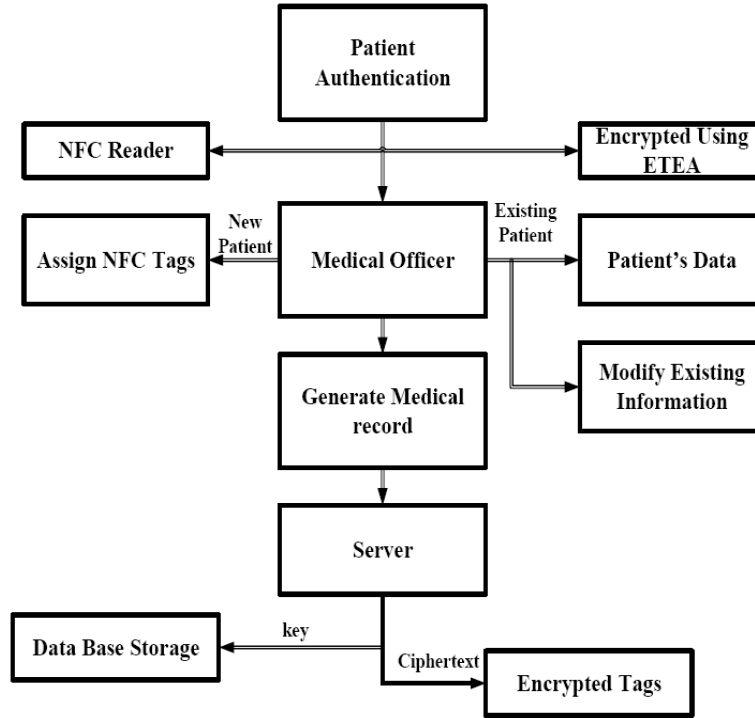 Patient
Authentication
NFC Reader
Encrypted Using
ETEA
New
Patient
Existing
Patient
Assign NFC Tags
Medical Officer
Patient’s Data
Generate Medical
record
Modify Existing
Information
Server
Data Base Storage
key
Ciphertext
Encrypted Tags